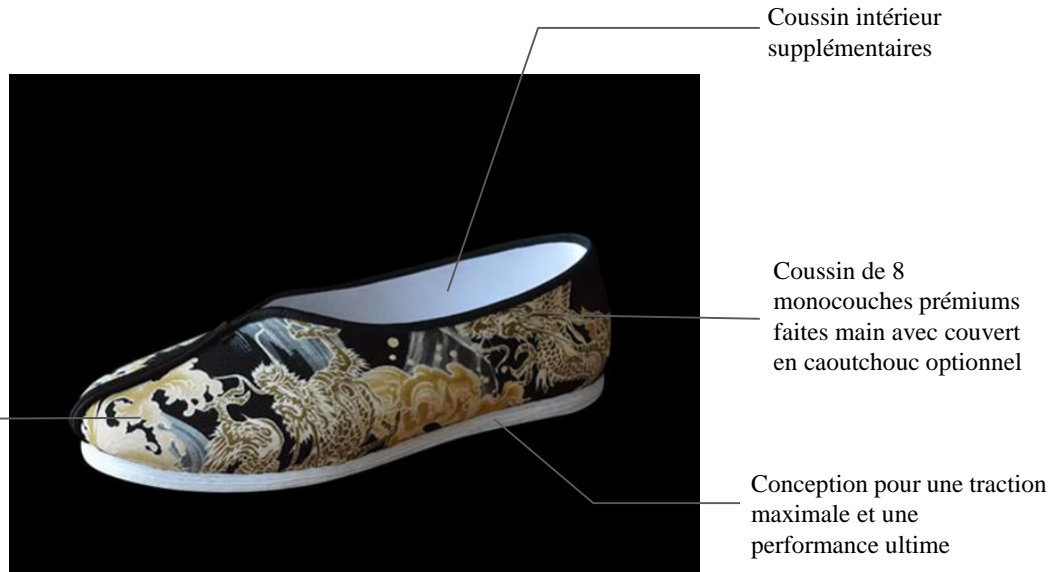 Coussin intérieur
supplémentaires
Coussin de 8
monocouches prémiums
faites main avec couvert
en caoutchouc optionnel
Conception pour une traction
maximale et une
performance ultime